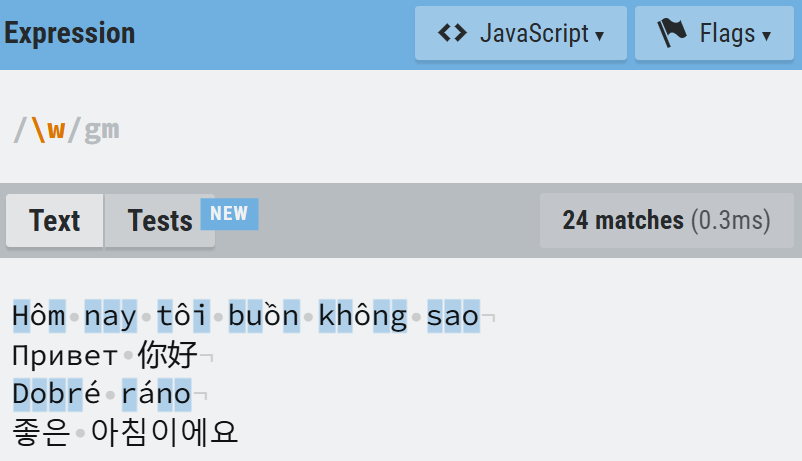 Expression <> JavaScript ▾ Flags ▾
/\w/gm
Text Tests NEW 24 matches (0.3ms)
Hôm nay tôi buồn không sao
Привет 你好
Dobré ráno
좋은 아침이에요